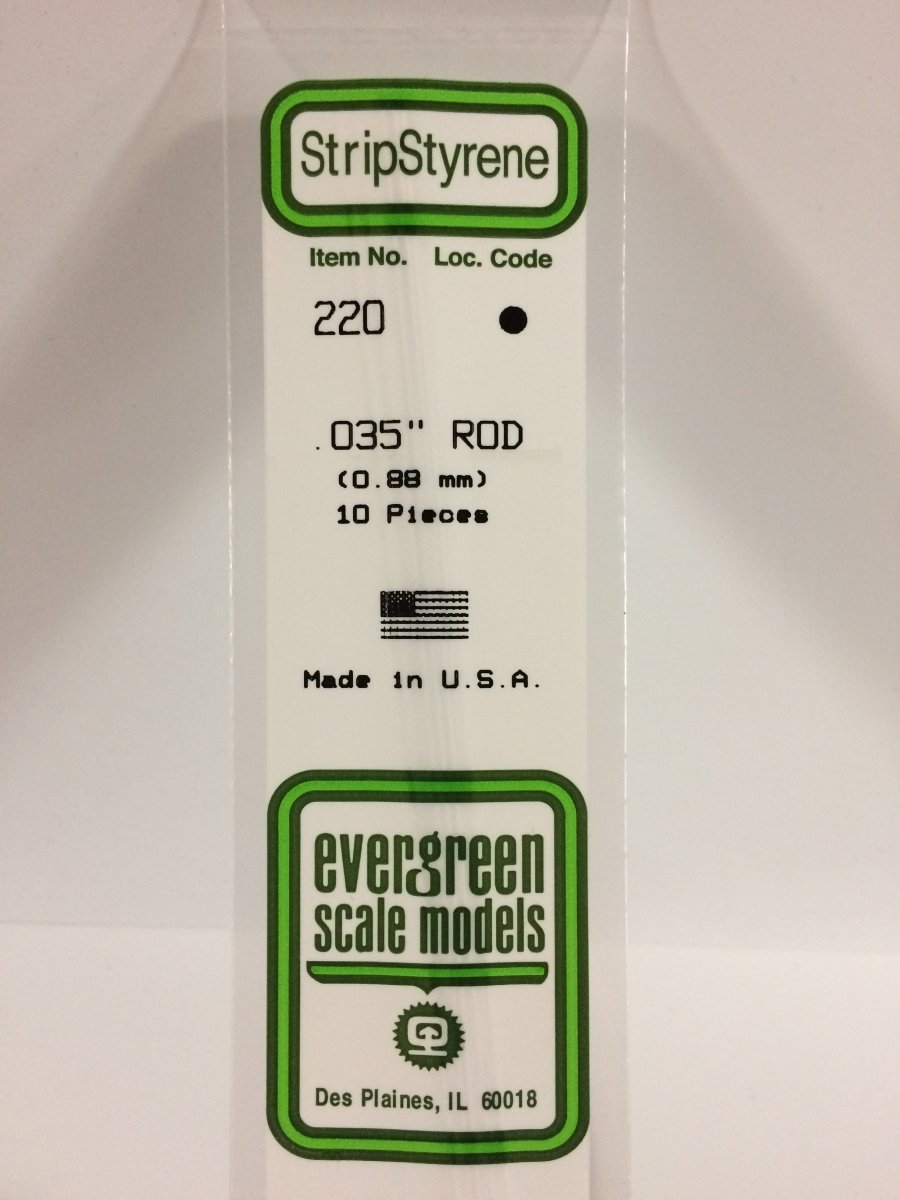 StripStyrene
Item No. Loc. Code
220
.035" ROD
(0.88 mm)
10 Pieces
Made in U.S.A.
evergreen
scale models
Des Plaines, IL 60018